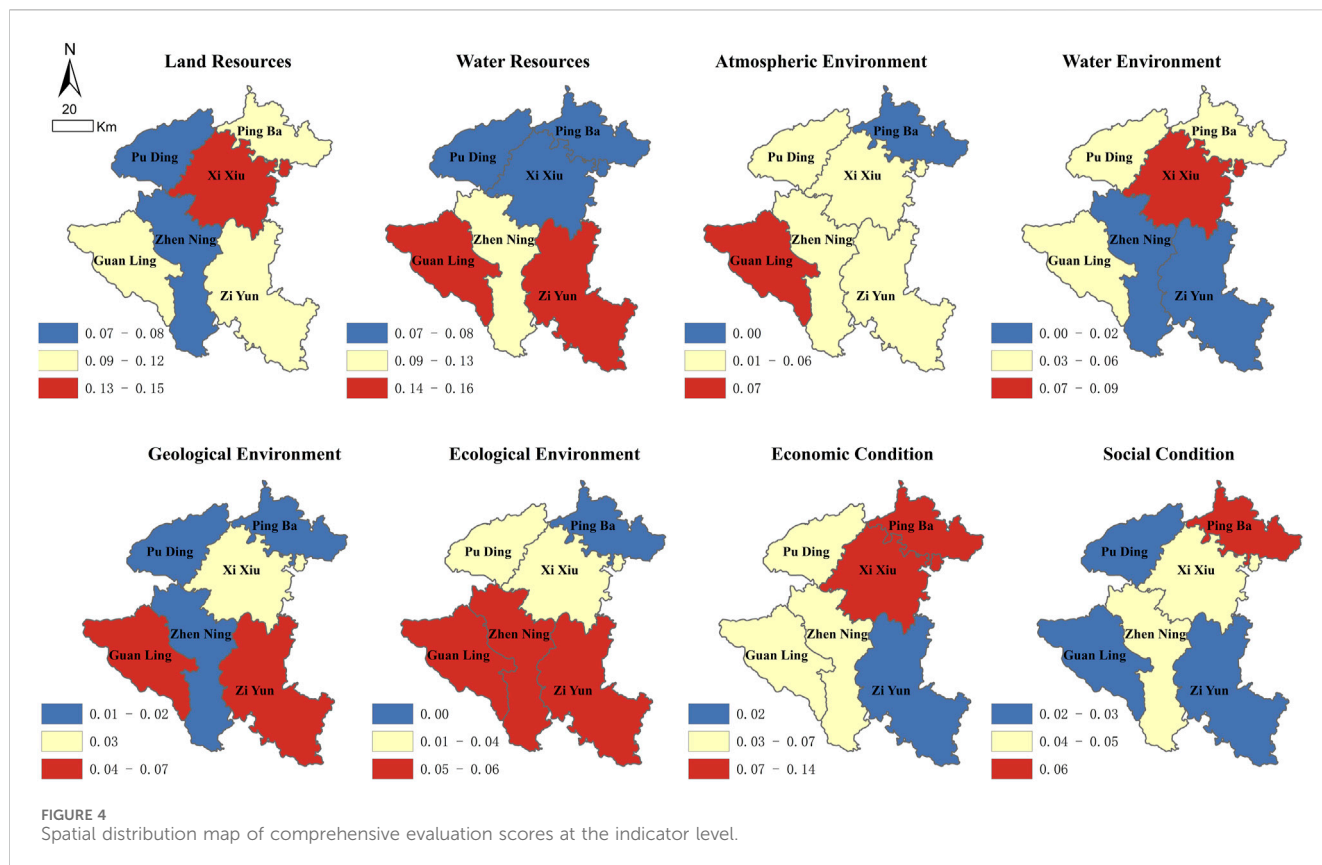 N
20
Km
Land Resources
Ping Ba
Pu Ding
Xi Xiu
Zhen Ning
Guan Ling
Zi Yun
0.07 - 0.08
0.09 - 0.12
0.13 - 0.15
Water Resources
Ping Ba
Pu Ding
Xi Xiu
Zhen Ning
Guan Ling
Zi Yun
0.07 - 0.08
0.09 - 0.13
0.14 - 0.16
Atmospheric Environment
Ping Ba
Pu Ding
Xi Xiu
Zhen Ning
Guan Ling
Zi Yun
0.00
0.01 - 0.06
0.07
Water Environment
Ping Ba
Pu Ding
Xi Xiu
Zhen Ning
Guan Ling
Zi Yun
0.00 - 0.02
0.03 - 0.06
0.07 - 0.09
Geological Environment
Ping Ba
Pu Ding
Xi Xiu
Zhen Ning
Guan Ling
Zi Yun
0.01 - 0.02
0.03
0.04 - 0.07
Ecological Environment
Ping Ba
Pu Ding
Xi Xiu
Zhen Ning
Guan Ling
Zi Yun
0.00
0.01 - 0.04
0.05 - 0.06
Economic Condition
Ping Ba
Pu Ding
Xi Xiu
Zhen Ning
Guan Ling
Zi Yun
0.02
0.03 - 0.07
0.07 - 0.14
Social Condition
Ping Ba
Pu Ding
Xi Xiu
Zhen Ning
Guan Ling
Zi Yun
0.02 - 0.03
0.04 - 0.05
0.06
FIGURE 4
Spatial distribution map of comprehensive evaluation scores at the indicator level.